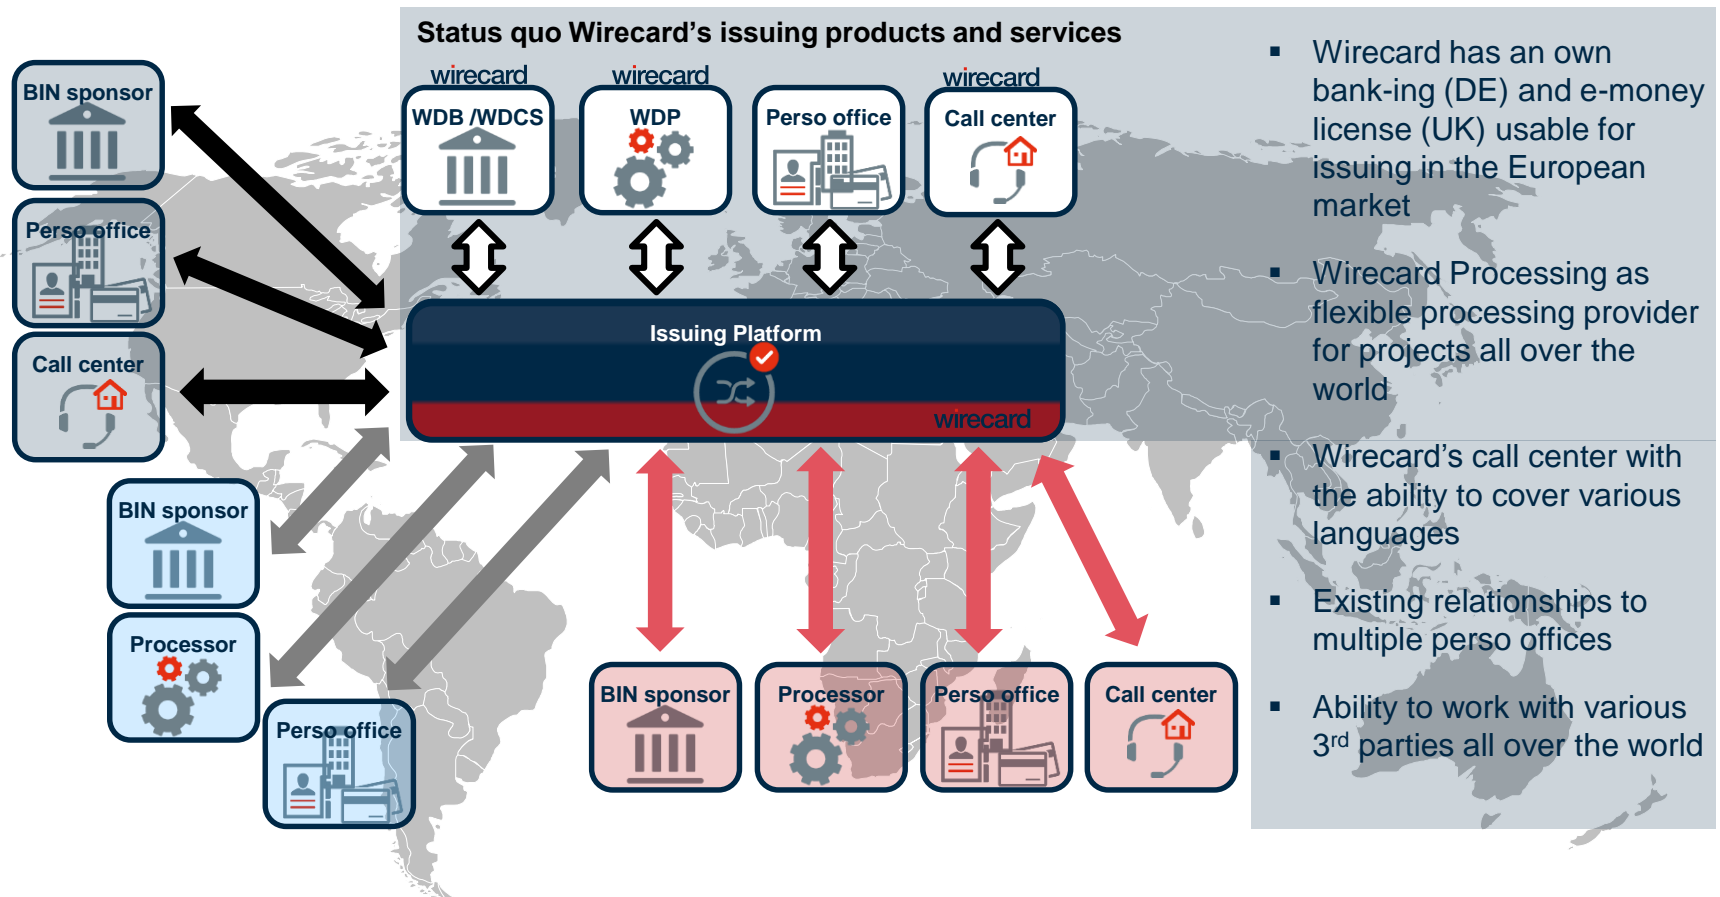 Status quo Wirecard’s issuing products and services
wirecard
wirecard
wirecard
BIN sponsor
WDB /WDCS
WDP
Perso office
Call center
Perso office
Call center
Issuing Platform
wirecard
BIN sponsor
Processor
Perso office
BIN sponsor
Processor
Perso office
Call center
▪ Wirecard has an own
bank-ing (DE) and e-money
license (UK) usable for
issuing in the European
market
▪ Wirecard Processing as
flexible processing provider
for projects all over the
world
▪ Wirecard’s call center with
the ability to cover various
languages
▪ Existing relationships to
multiple perso offices
▪ Ability to work with various
3rd parties all over the world